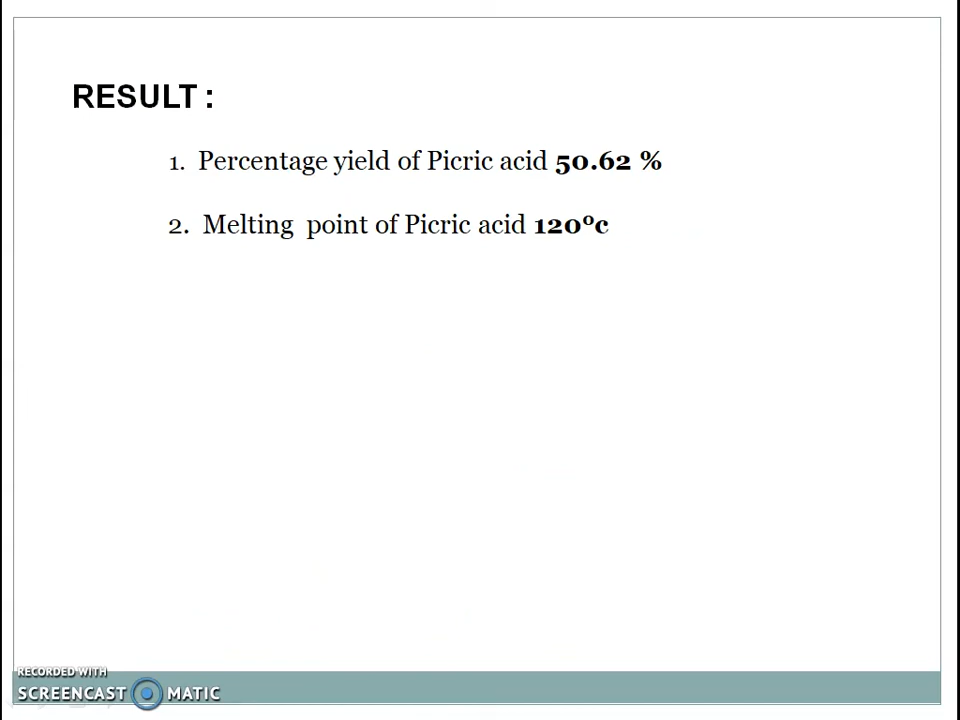 RESULT :
1. Percentage yield of Picric acid 50.62 %
2. Melting point of Picric acid 120ºc
RECORDED WITH
SCREENCAST MATIC